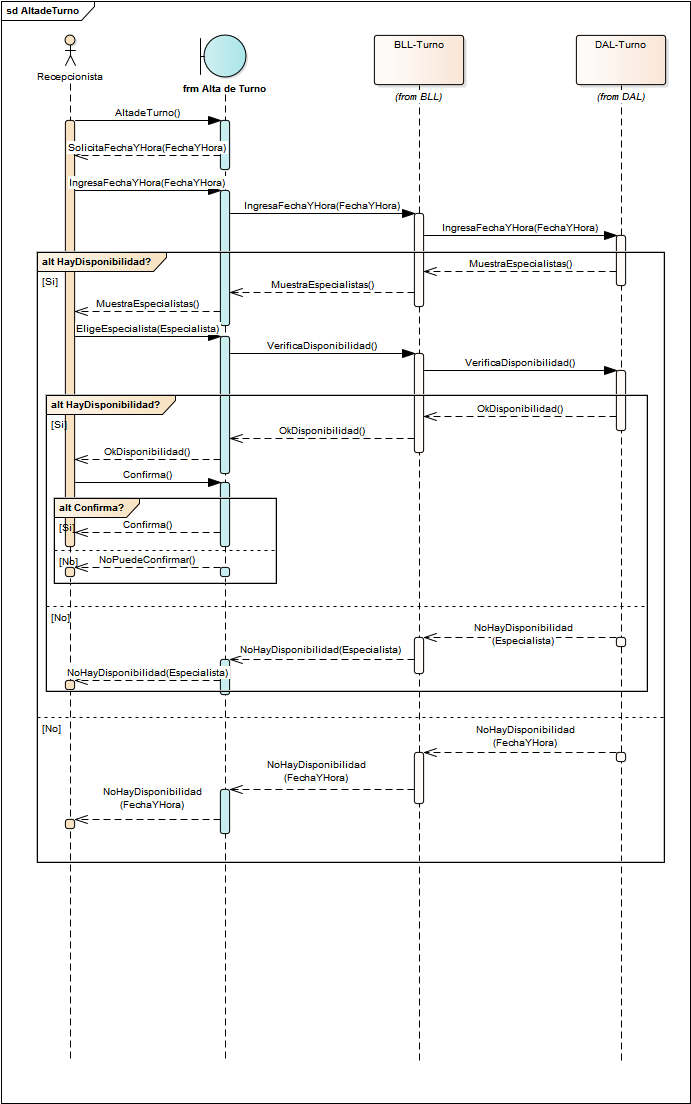 sd AltadeTurno
Recepcionista
frm Alta de Turno
BLL-Turno
(from BLL)
DAL-Turno
(from DAL)
AltadeTurno()
SolicitaFechaYHora(FechaYHora)
IngresaFechaYHora(FechaYHora)
IngresaFechaYHora(FechaYHora)
IngresaFechaYHora(FechaYHora)
alt HayDisponibilidad?
[Si]
MuestraEspecialistas()
MuestraEspecialistas()
MuestraEspecialistas()
EligeEspecialista(Especialista)
VerificaDisponibilidad()
VerificaDisponibilidad()
alt HayDisponibilidad?
[Si]
OkDisponibilidad()
OkDisponibilidad()
OkDisponibilidad()
Confirma()
alt Confirma?
[Si]
Confirma()
[No]
NoPuedeConfirmar()
[No]
NoHayDisponibilidad
(Especialista)
NoHayDisponibilidad(Especialista)
NoHayDisponibilidad(Especialista)
[No]
NoHayDisponibilidad
(FechaYHora)
NoHayDisponibilidad
(FechaYHora)
NoHayDisponibilidad
(FechaYHora)